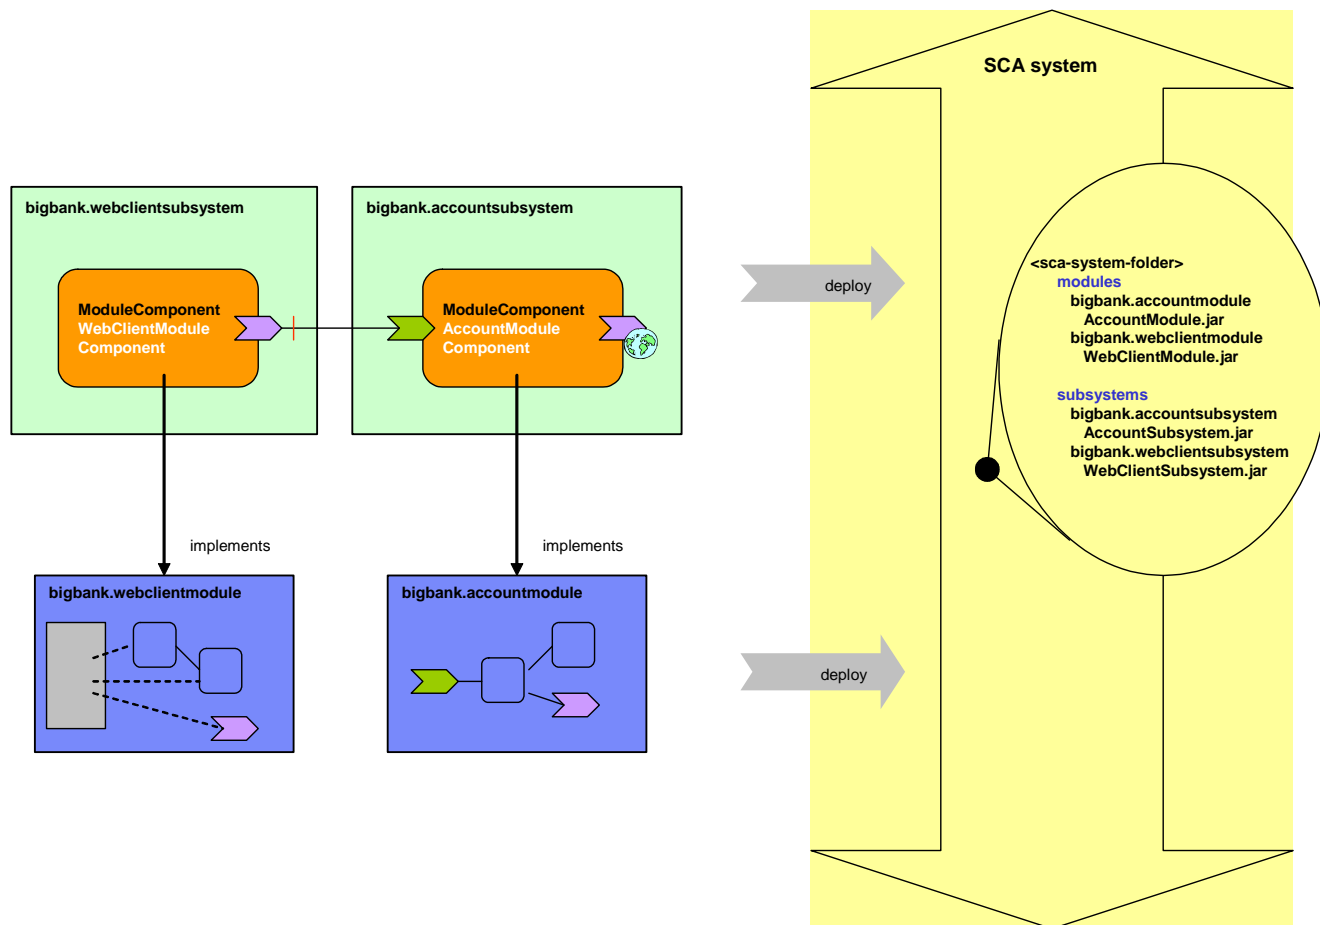 SCA system
bigbank.webclientsubsystem
bigbank.accountsubsystem
ModuleComponent
WebClientModule
Component
ModuleComponent
AccountModule
Component
deploy
<sca-system-folder>
modules
bigbank.accountmodule
AccountModule.jar
bigbank.webclientmodule
WebClientModule.jar
subsystems
bigbank.accountsubsystem
AccountSubsystem.jar
bigbank.webclientsubsystem
WebClientSubsystem.jar
implements
implements
bigbank.webclientmodule
bigbank.accountmodule
deploy